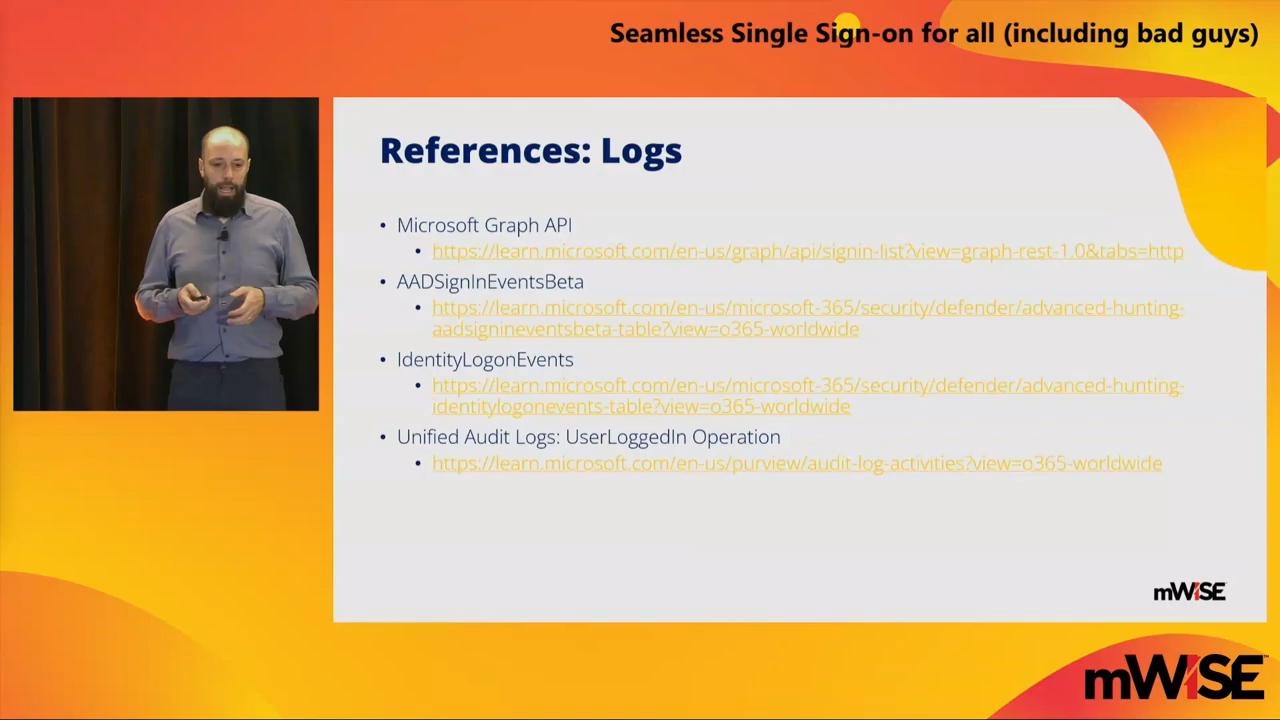 Seamless Single Sign-on for all (including bad guys)
References: Logs
• Microsoft Graph API
• https://learn.microsoft.com/en-us/graph/api/signin-list?view=graph-rest-1.0&tabs=http
• AADSignInEventsBeta
• https://learn.microsoft.com/en-us/microsoft-365/security/defender/advanced-hunting-
aadsignineventsbeta-table?view=o365-worldwide
• IdentityLogonEvents
• https://learn.microsoft.com/en-us/microsoft-365/security/defender/advanced-hunting-
identitylogonevents-table?view=o365-worldwide
• Unified Audit Logs: UserLoggedIn Operation
• https://learn.microsoft.com/en-us/purview/audit-log-activities?view=o365-worldwide
mWISE
mWISE™